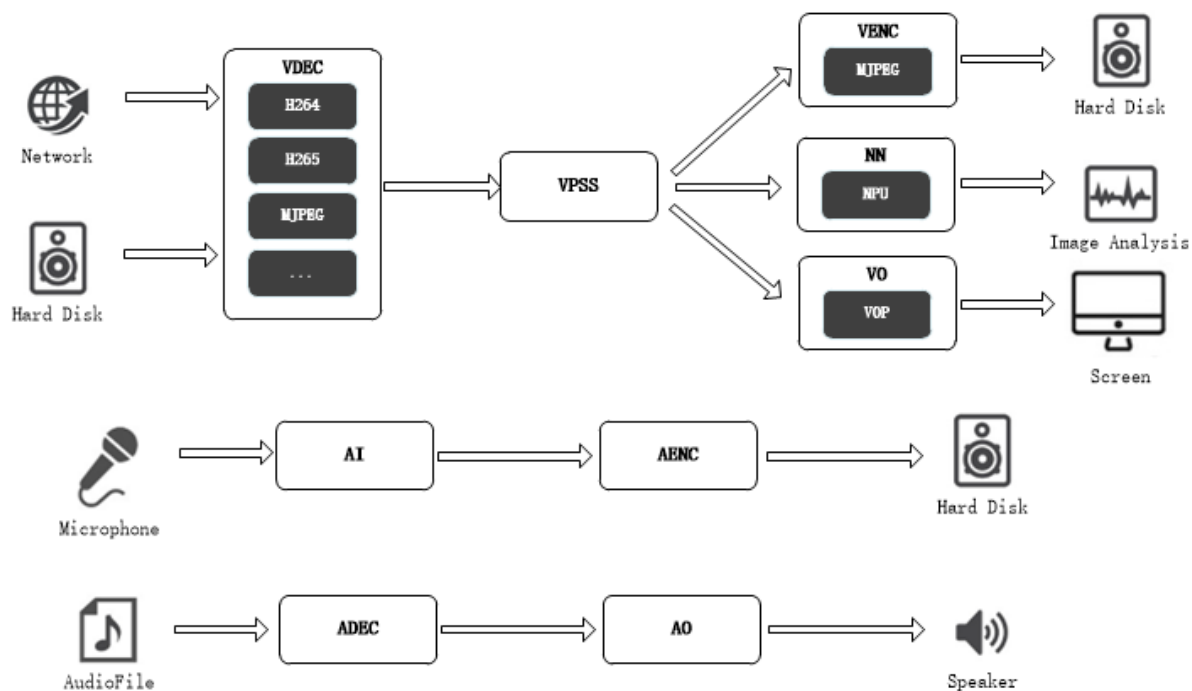 Network
Hard Disk
VDEC
H264
H265
MJPEG
...
VPSS
VENC
MJPEG
Hard Disk
NN
NPU
Image Analysis
VO
VOP
Screen
Microphone
AI
AENC
Hard Disk
AudioFile
ADEC
AO
Speaker